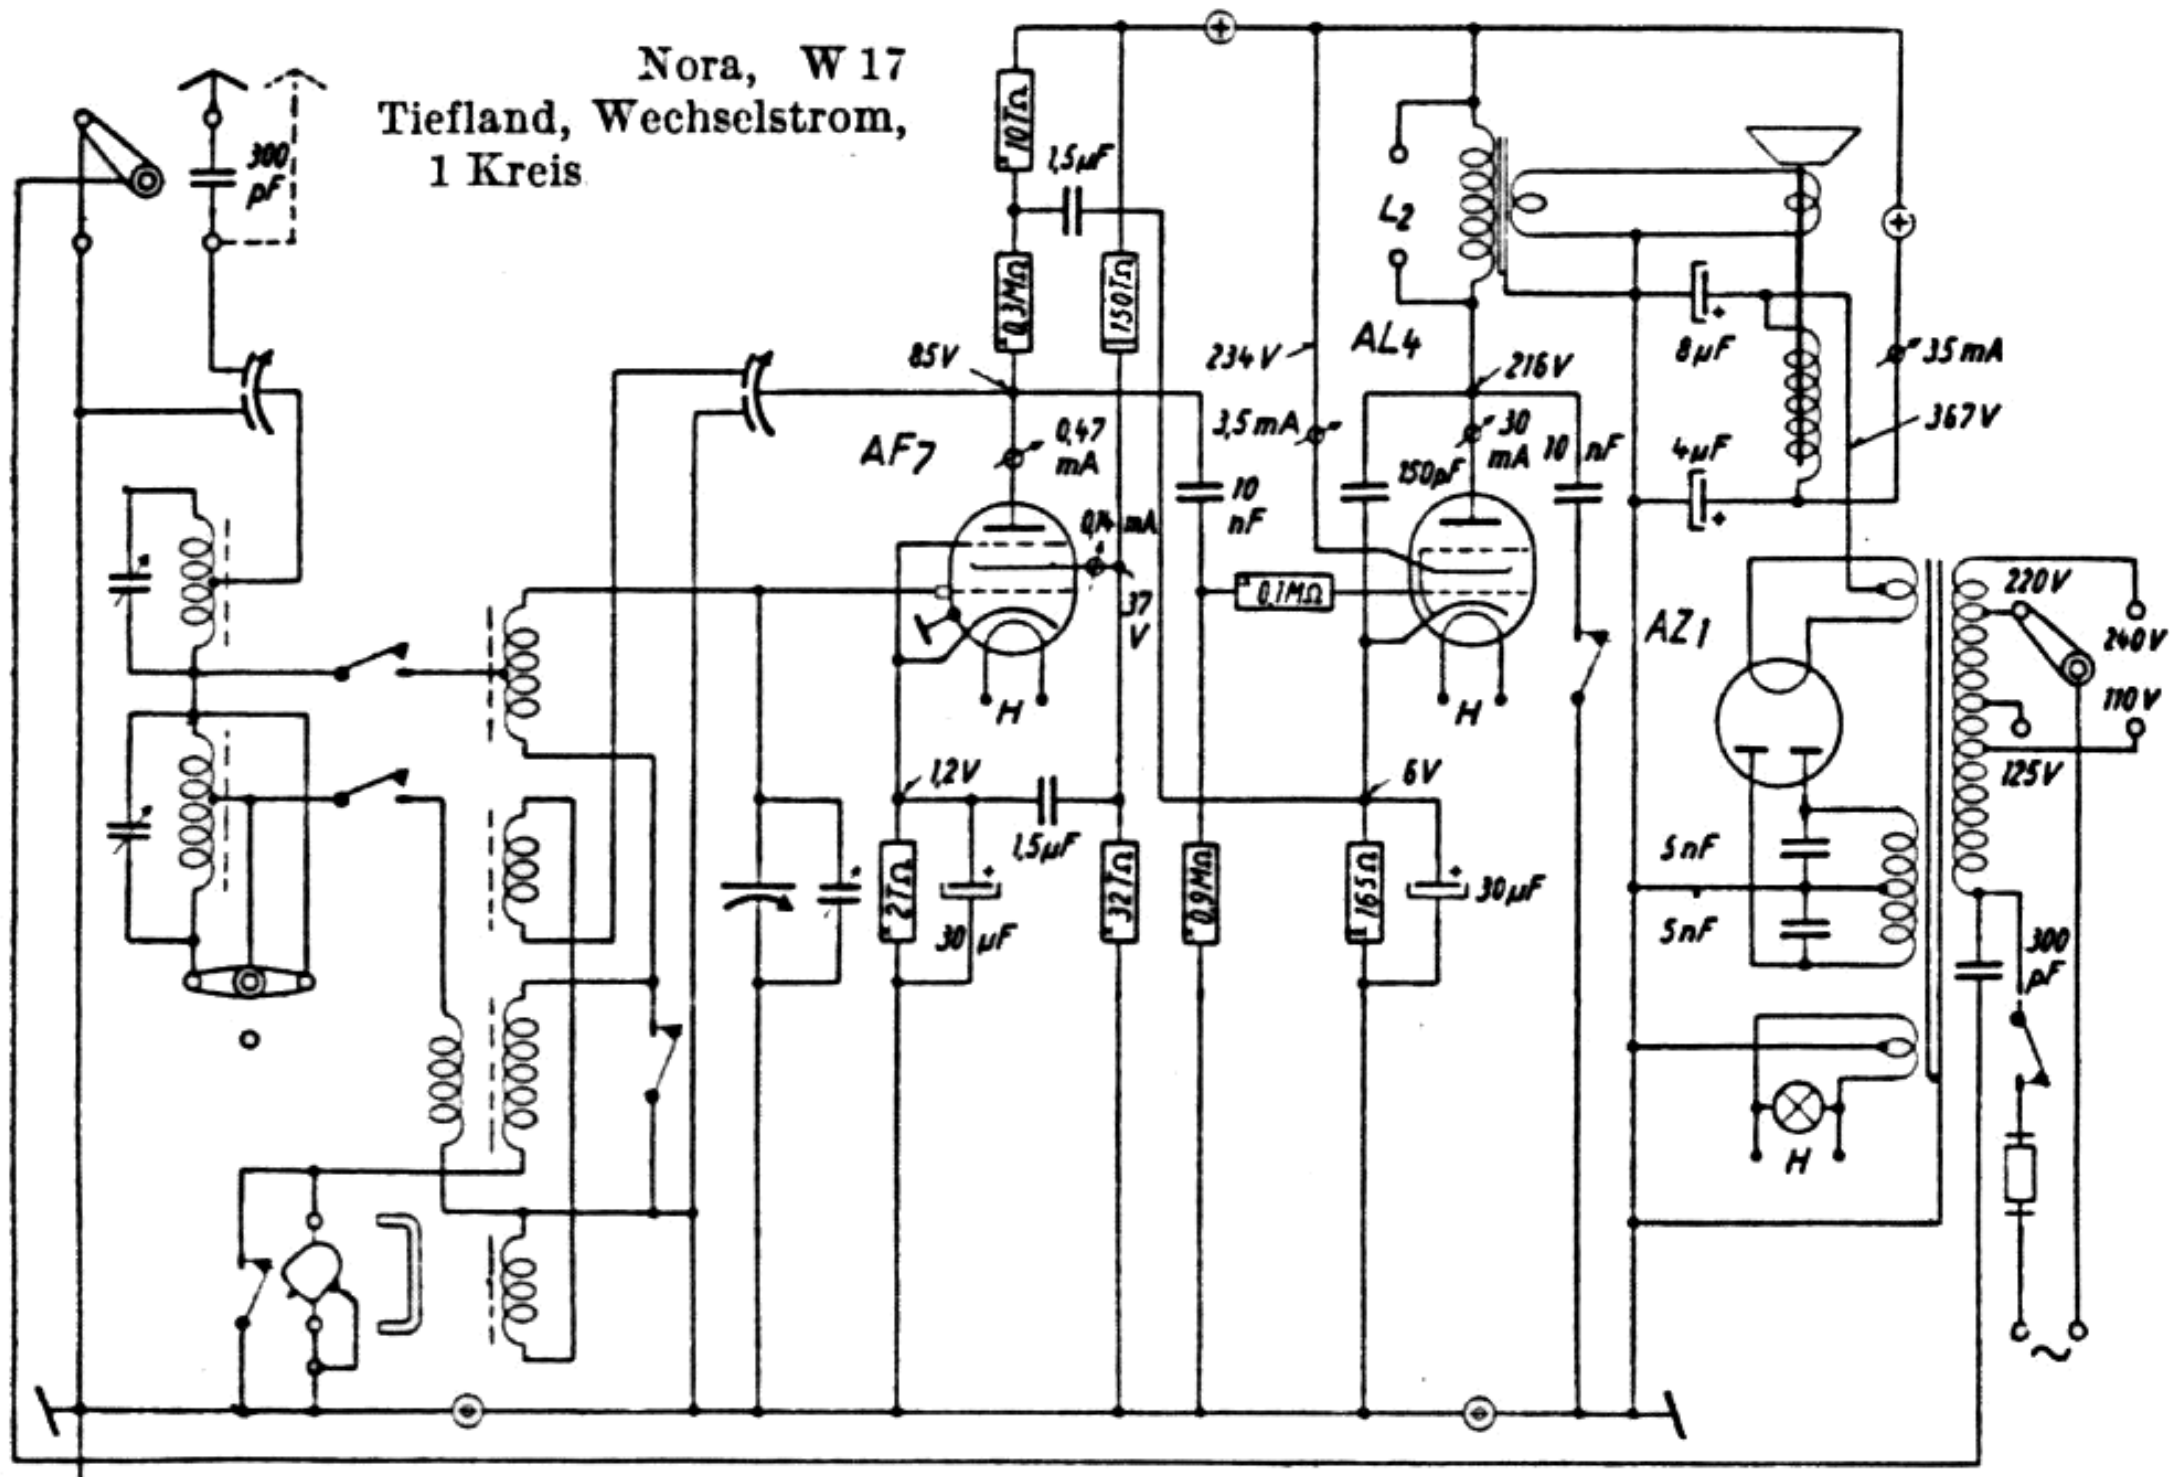 Nora, W 17
Tiefland, Wechselstrom,
1 Kreis
300
pF
10TΩ
1,5µF
0,3MΩ
150TΩ
L2
AL4
8µF
35 mA
367V
4µF
85V
234V
216V
3,5mA
30
mA
10 nF
150pF
AF7
0,47
mA
10
nF
0,14 mA
37
V
0,1MΩ
H
H
AZ1
220V
240V
110V
125V
1,2V
6V
1,5µF
2TΩ
30 µF
32TΩ
0,9MΩ
165Ω
30µF
5nF
5nF
300
pF
H